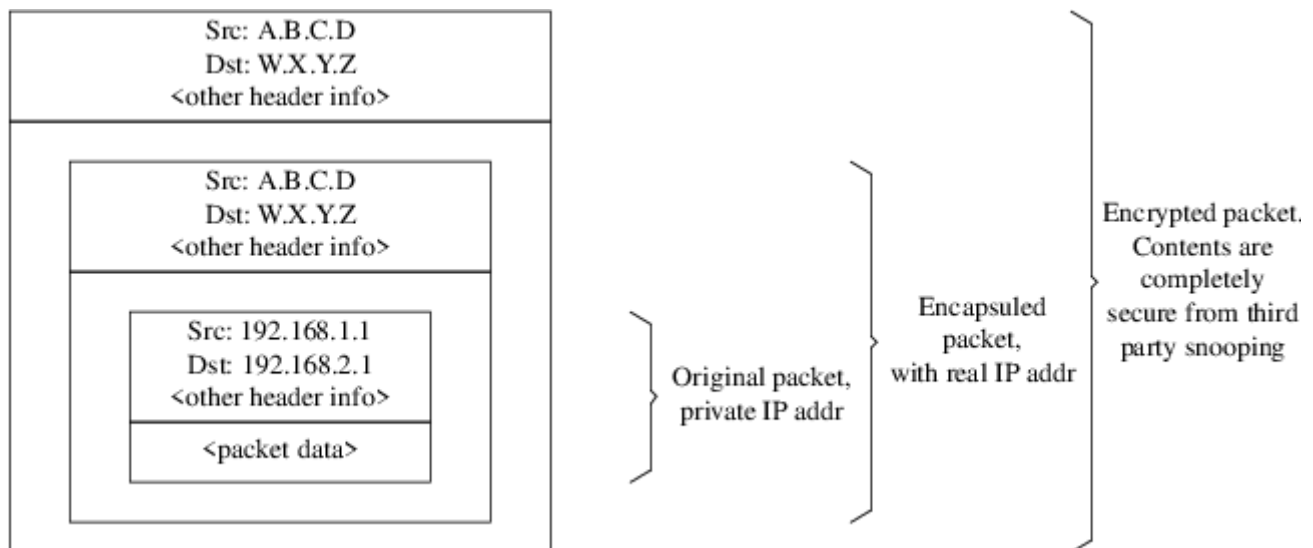 Src: A.B.C.D
Dst: W.X.Y.Z
<other header info>
Src: A.B.C.D
Dst: W.X.Y.Z
<other header info>
Src: 192.168.1.1
Dst: 192.168.2.1
<other header info>
<packet data>
Original packet,
private IP addr
Encapsuled
packet,
with real IP addr
Encrypted packet.
Contents are
completely
secure from third
party snooping